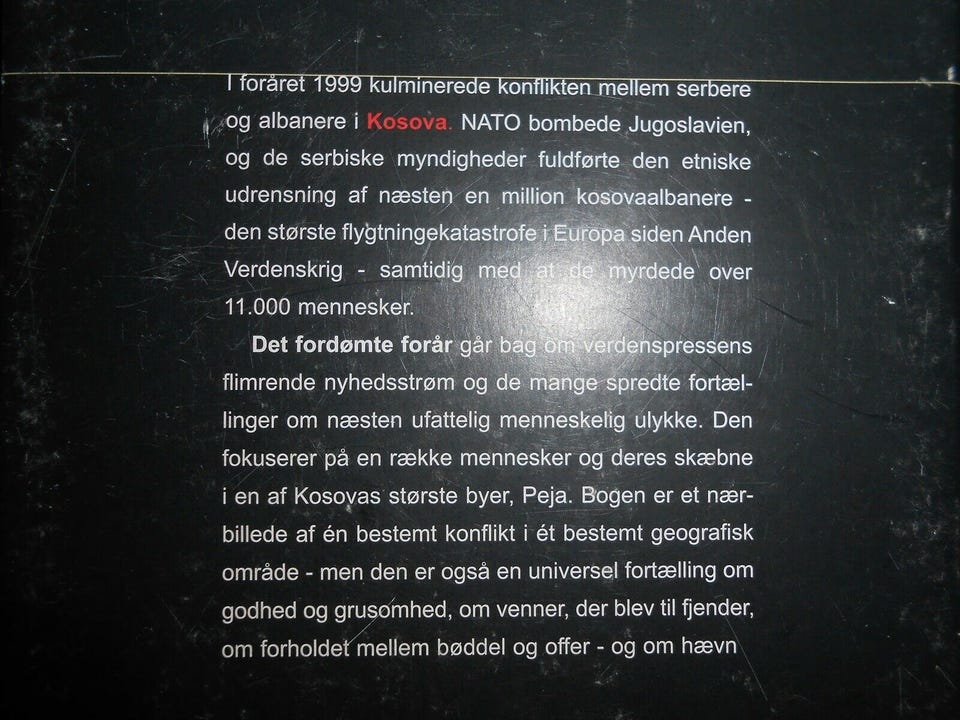 I foråret 1999 kulminerede konflikten mellem serbere
og albanere i Kosova. NATO bombede Jugoslavien,
og de serbiske myndigheder fuldførte den etniske
udrensning af næsten en million kosovaalbanere -
den største flygtningekatastrofe i Europa siden Anden
Verdenskrig - samtidig med at de myrdede over
11.000 mennesker.
Det fordømte forår går bag om verdenspressens
flimrende nyhedsstrøm og de mange spredte fortæl-
linger om næsten ufattelig menneskelig ulykke. Den
fokuserer på en række mennesker og deres skæbne
i en af Kosovas største byer, Peja. Bogen er et nær-
billede af én bestemt konflikt i ét bestemt geografisk
område - men den er også en universel fortælling om
godhed og grusomhed, om venner, der blev til fjender,
om forholdet mellem bøddel og offer - og om hævn